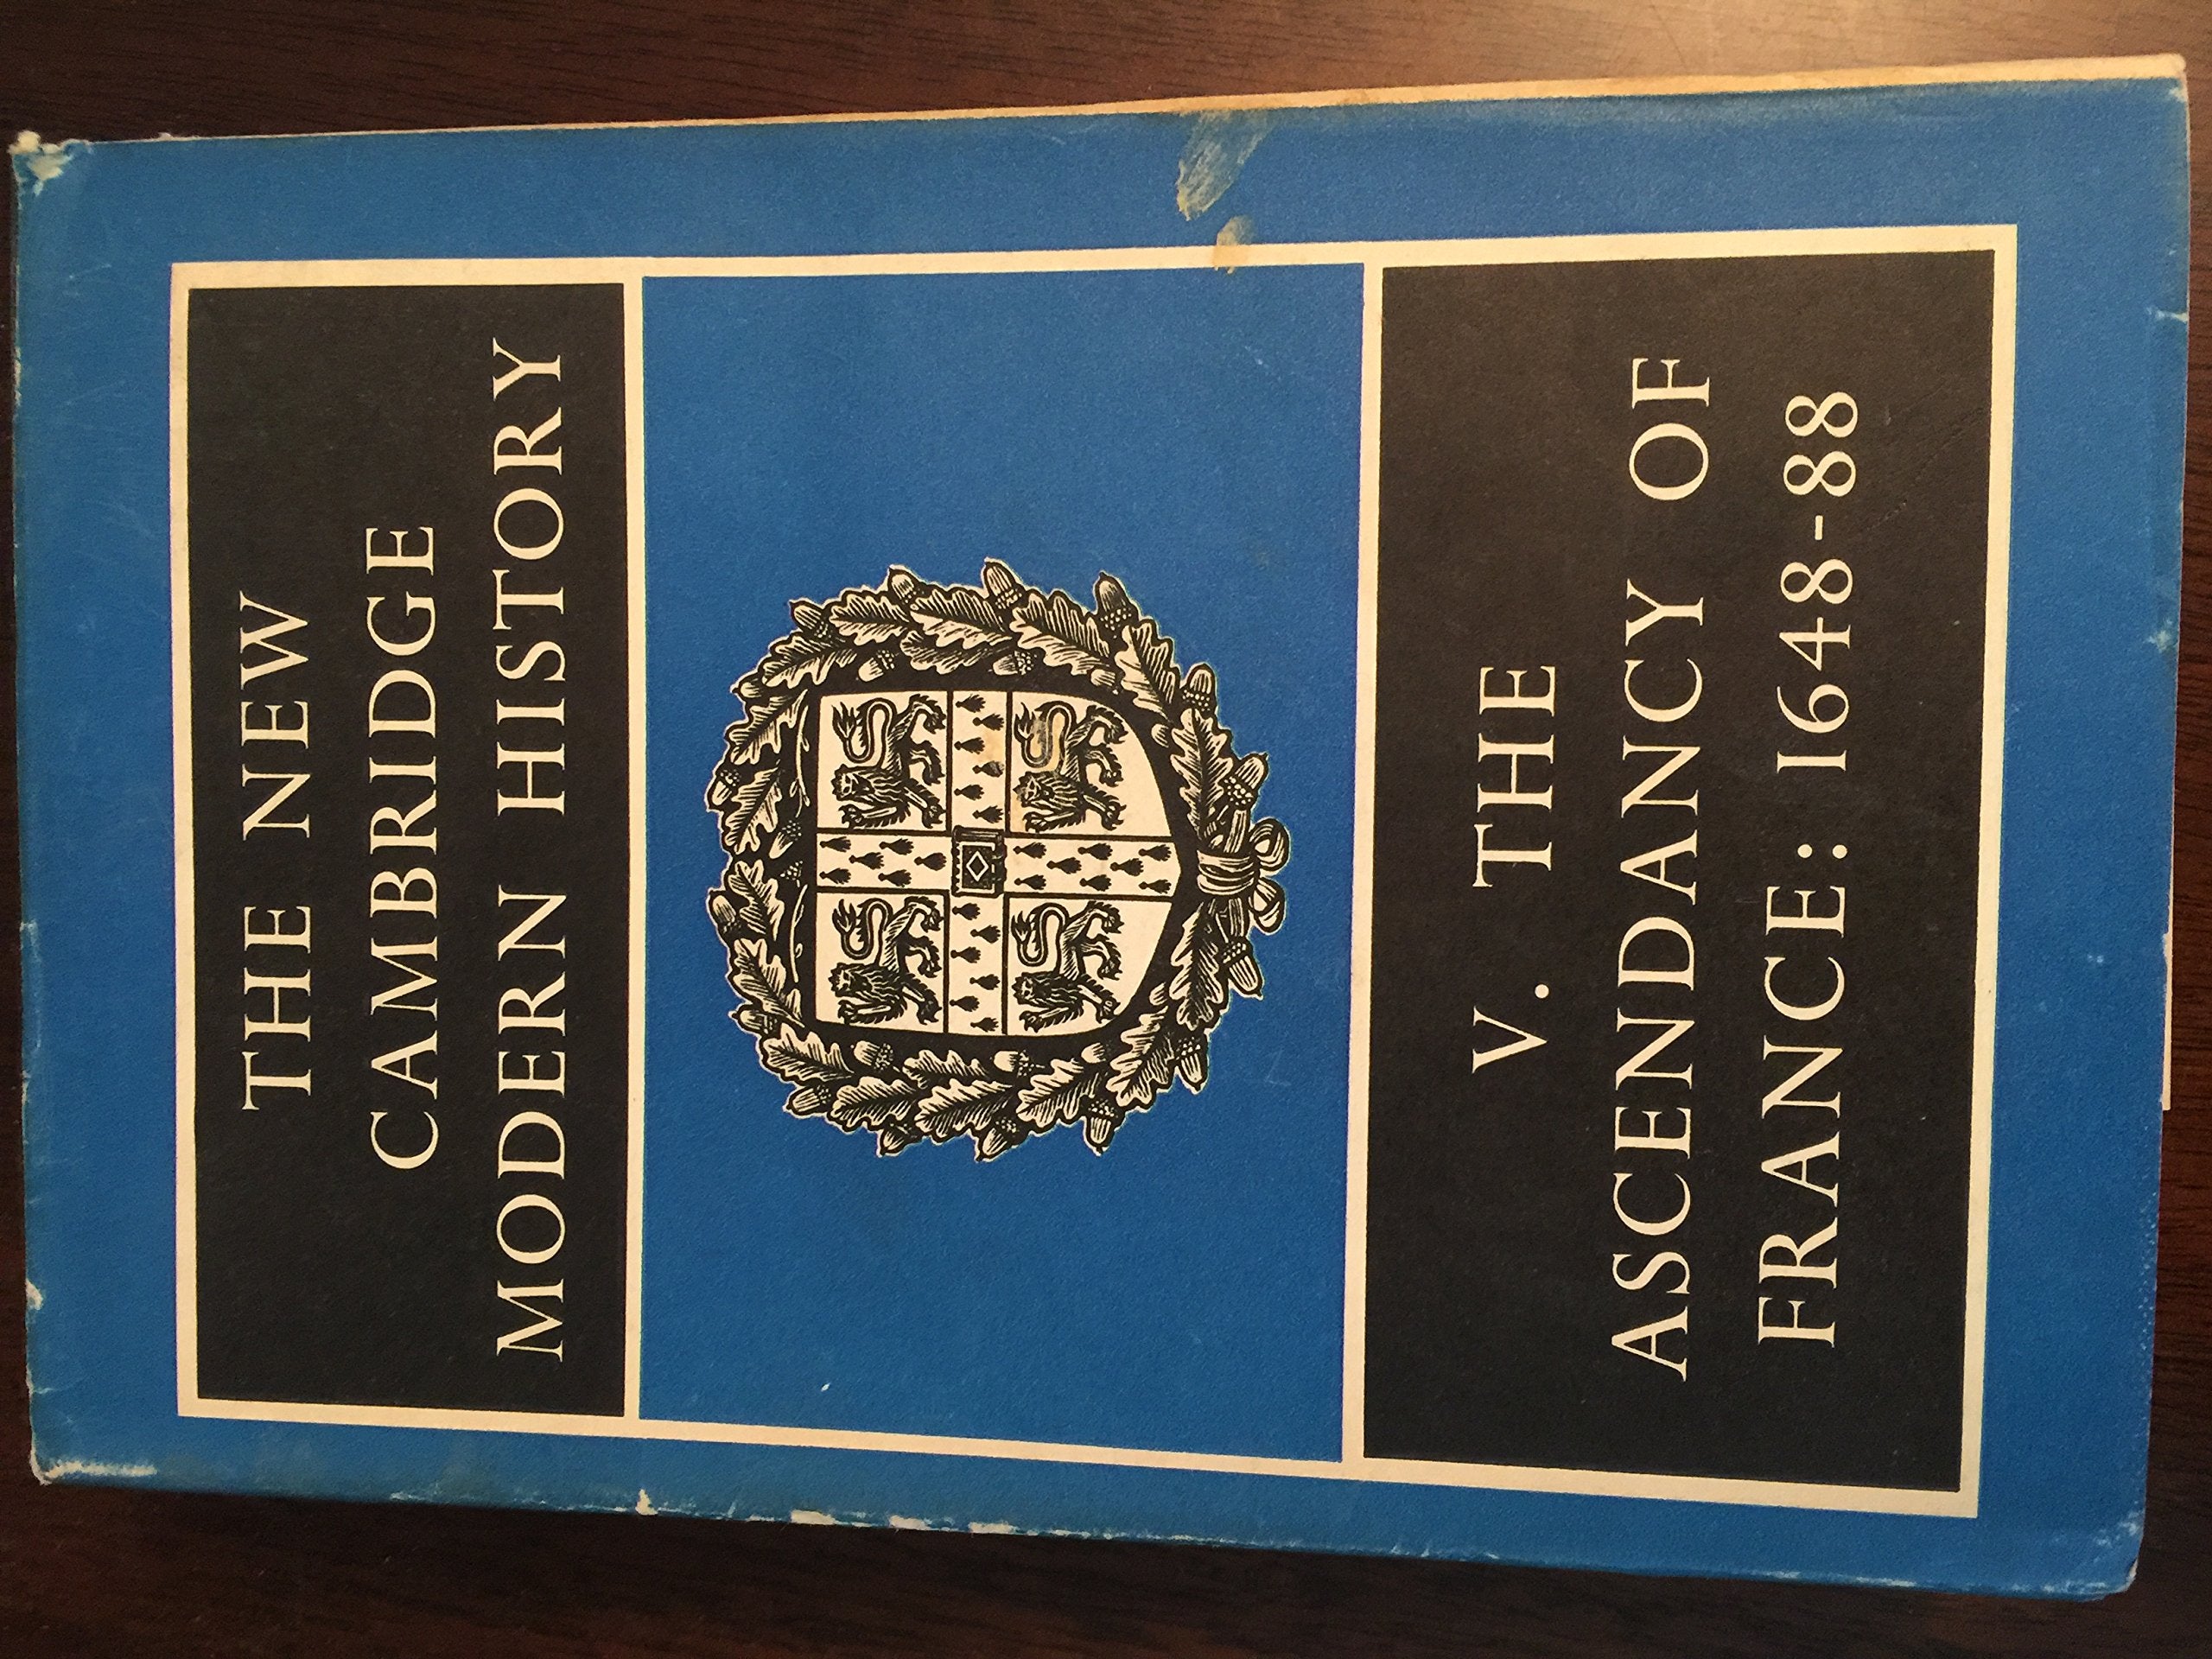 THE NEW
CAMBRIDGE
MODERN HISTORY
V. THE
ASCENDANCY OF
FRANCE: 1648-88